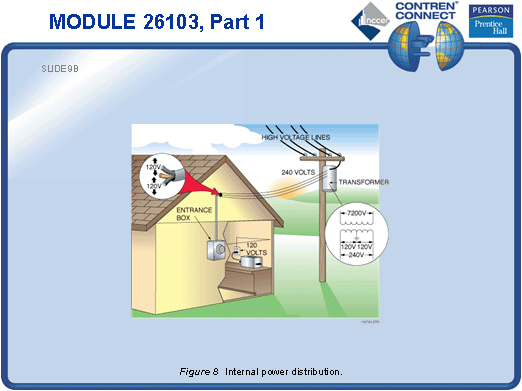 MODULE 26103, Part 1
nccer
CONTREN®
CONNECT
PEARSON
Prentice
Hall
SLIDE 9B
HIGH VOLTAGE LINES
120V
120V
240 VOLTS
TRANSFORMER
ENTRANCE
BOX
7200V
120
VOLTS
120V 120V
240V
Figure 8 Internal power distribution.